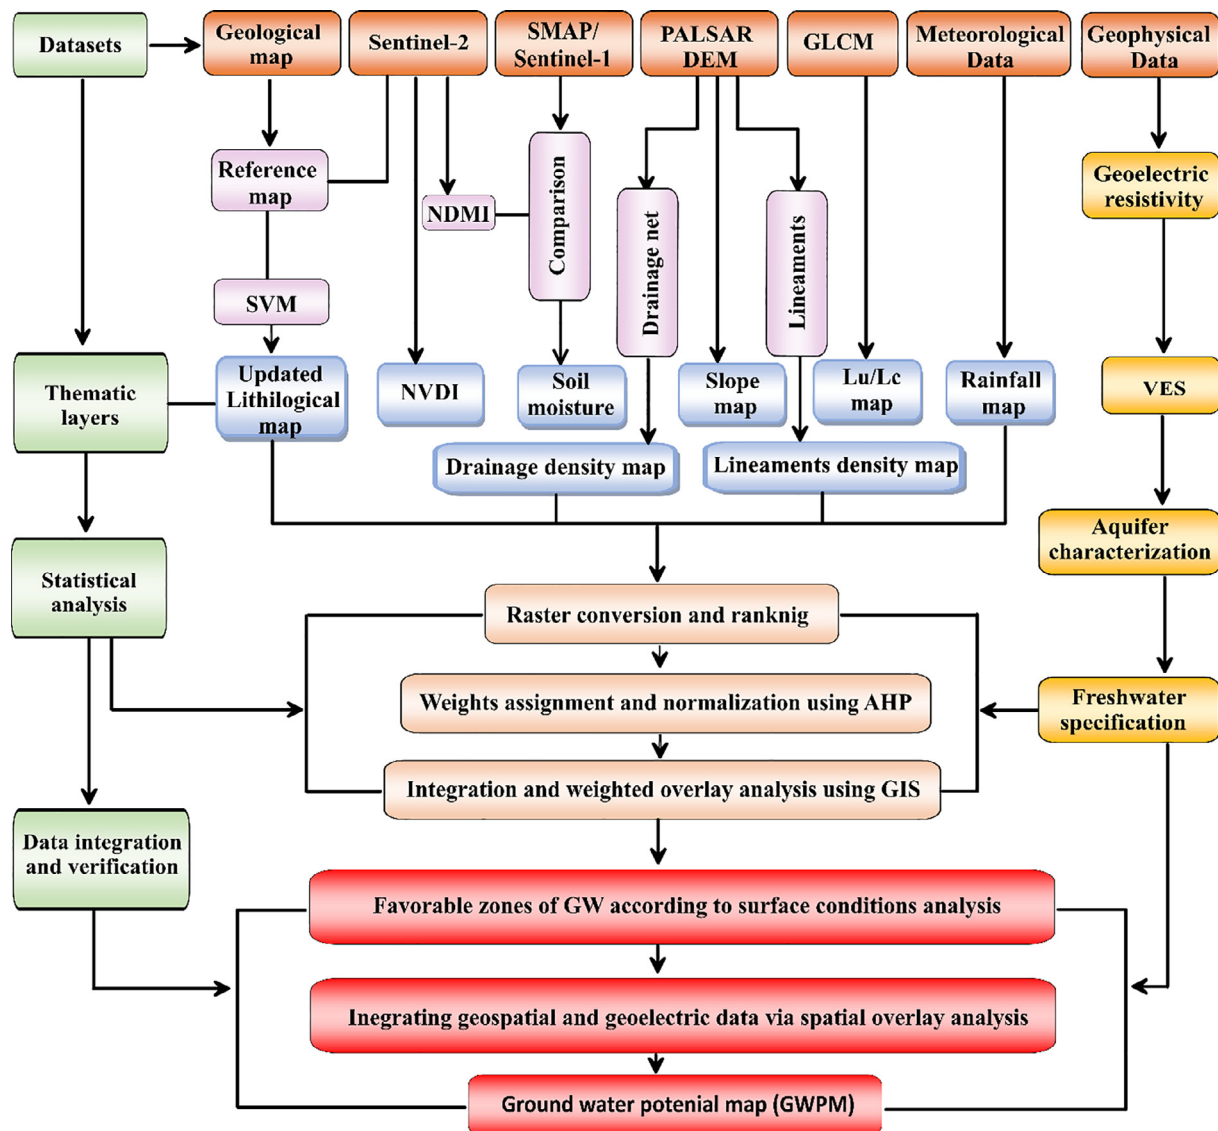 Datasets
Geological
map
Sentinel-2
SMAP/
Sentinel-1
PALSAR
DEM
GLCM
Meteorological
Data
Geophysical
Data
Reference
map
NDMI
Comparison
Drainage net
Lineaments
Geoelectric
resistivity
SVM
Thematic
layers
Updated
Lithilogical
map
NVDI
Soil
moisture
Slope
map
Lu/Lc
map
Rainfall
map
VES
Drainage density map
Lineaments density map
Aquifer
characterization
Statistical
analysis
Raster conversion and ranknig
Weights assignment and normalization using AHP
Freshwater
specification
Integration and weighted overlay analysis using GIS
Data integration
and verification
Favorable zones of GW according to surface conditions analysis
Inegrating geospatial and geoelectric data via spatial overlay analysis
Ground water potenial map (GWPM)